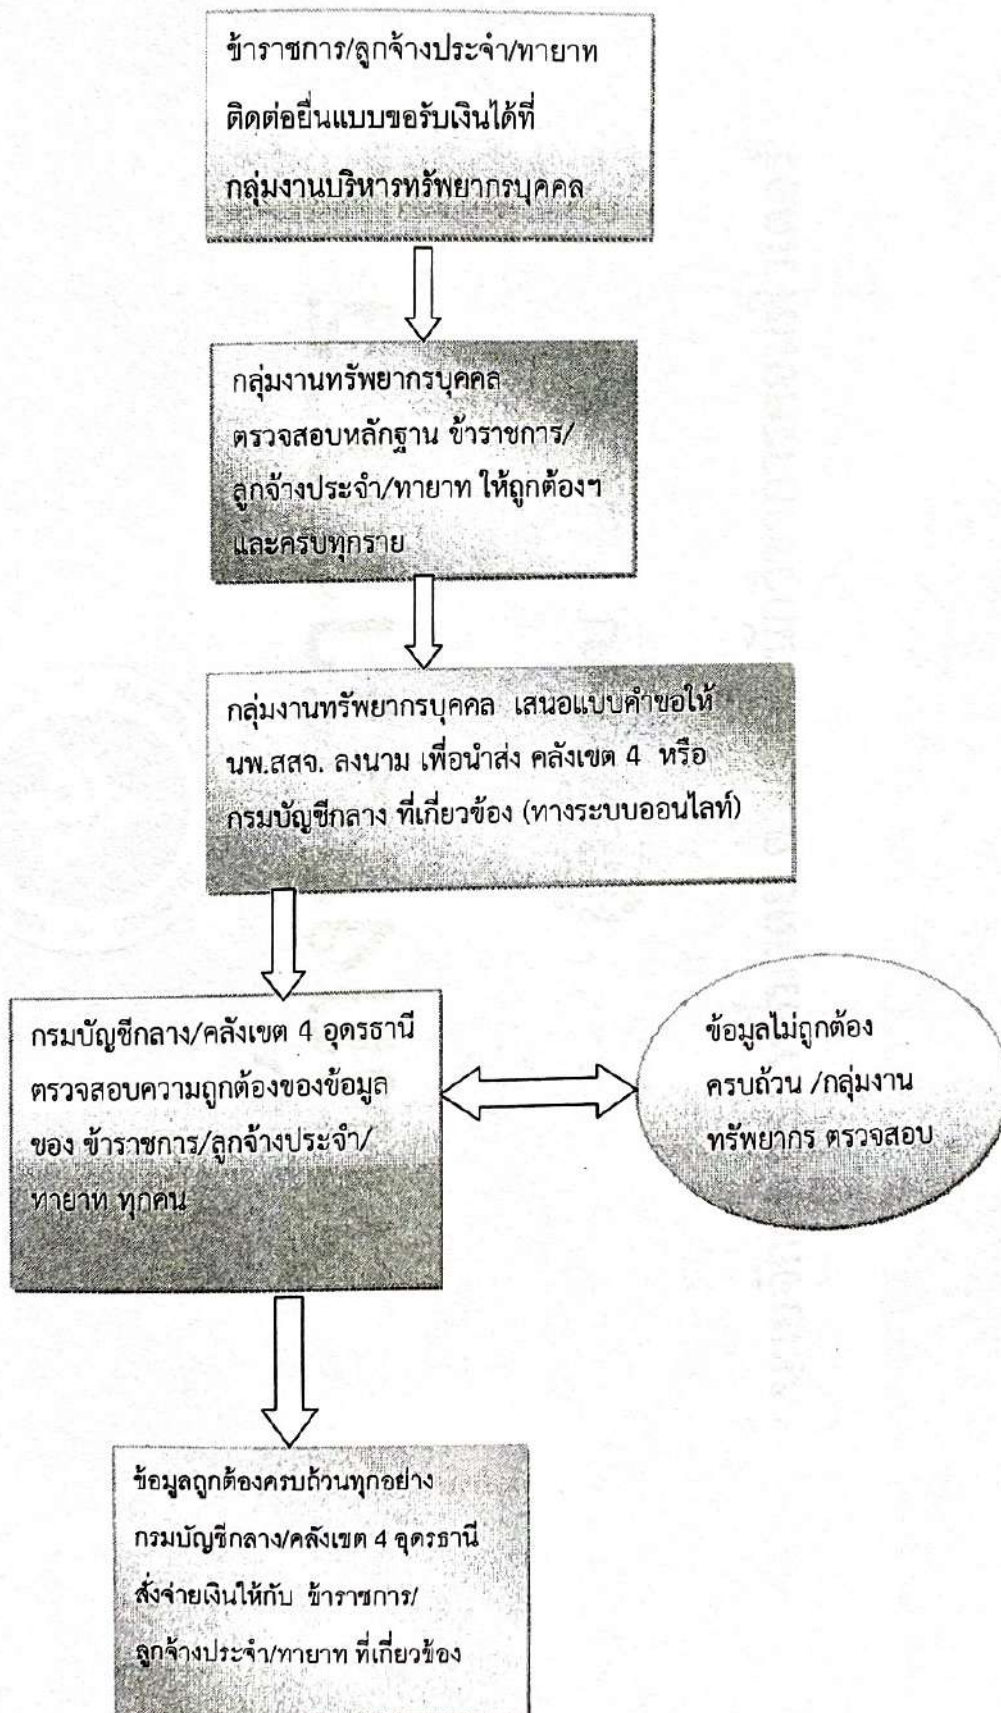 ข้าราชการ/ลูกจ้างประจำ/ทายาท
ติดต่อยื่นแบบขอรับเงินได้ที่
กลุ่มงานบริหารทรัพยากรบุคคล
กลุ่มงานทรัพยากรบุคคล
ตรวจสอบหลักฐาน ข้าราชการ/
ลูกจ้างประจำ/ทายาท ให้ถูกต้องฯ
และครบทุกราย
กลุ่มงานทรัพยากรบุคคล เสนอแบบคำขอให้
นพ.สสจ. ลงนาม เพื่อนำส่ง คลังเขต 4 หรือ
กรมบัญชีกลาง ที่เกี่ยวข้อง (ทางระบบออนไลท์)
กรมบัญชีกลาง/คลังเขต 4 อุดรธานี
ตรวจสอบความถูกต้องของข้อมูล
ของ ข้าราชการ/ลูกจ้างประจำ/
ทายาท ทุกคน
ข้อมูลไม่ถูกต้อง
ครบถ้วน /กลุ่มงาน
ทรัพยากร ตรวจสอบ
ข้อมูลถูกต้องครบถ้วนทุกอย่าง
กรมบัญชีกลาง/คลังเขต 4 อุดรธานี
สั่งจ่ายเงินให้กับ ข้าราชการ/
ลูกจ้างประจำ/ทายาท ที่เกี่ยวข้อง